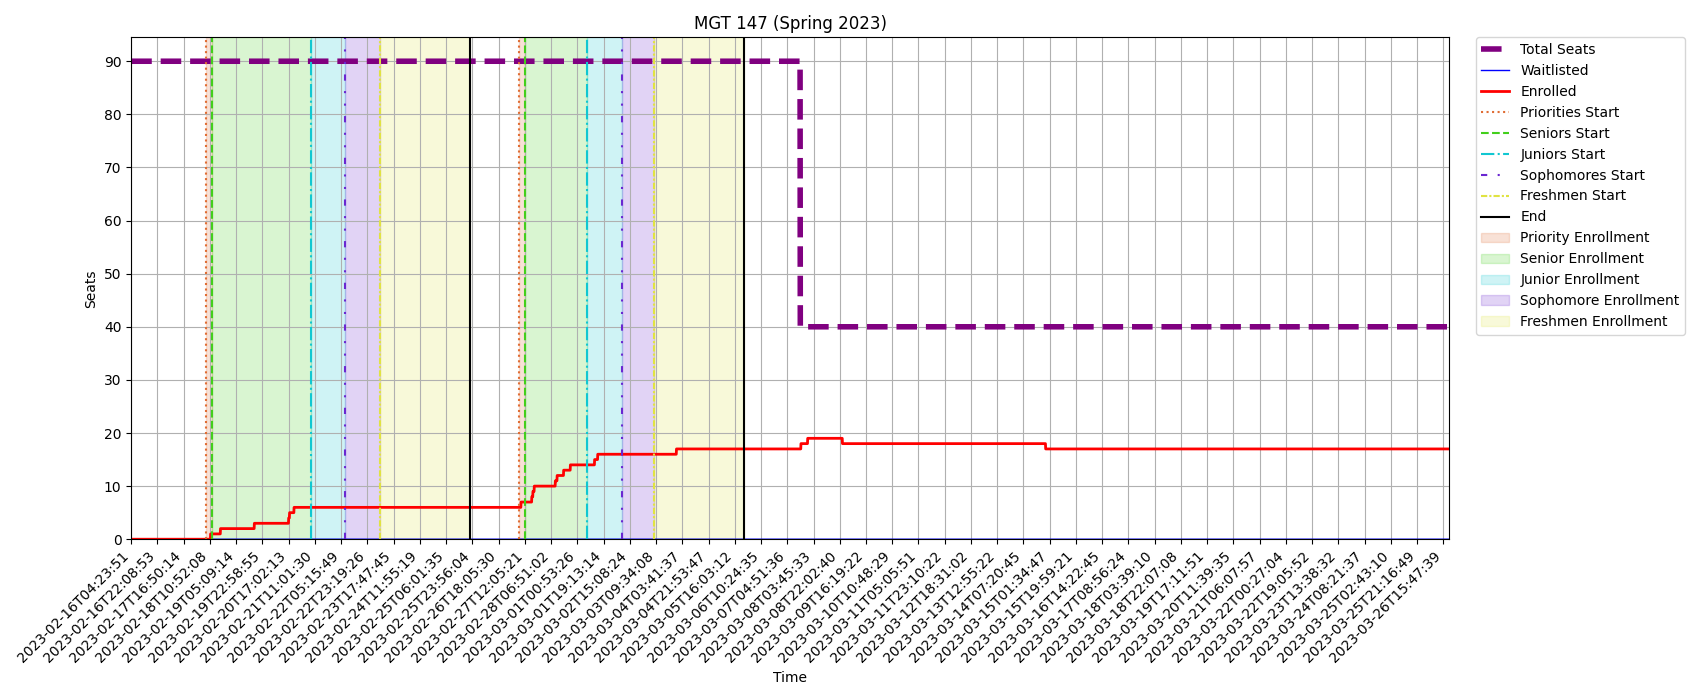 MGT 147 (Spring 2023)
Seats
90
80
70
60
50
40
30
20
10
0
2023-02-16T04:23:51
2023-02-16T22:08:53
2023-02-17T16:50:14
2023-02-18T10:52:08
2023-02-19T05:09:14
2023-02-19T22:58:55
2023-02-20T17:02:13
2023-02-21T11:01:30
2023-02-22T05:15:49
2023-02-22T23:19:26
2023-02-23T17:47:45
2023-02-24T11:55:19
2023-02-25T06:01:35
2023-02-25T23:56:04
2023-02-26T18:05:30
2023-02-27T12:05:21
2023-02-28T06:51:02
2023-03-01T00:53:26
2023-03-01T19:13:14
2023-03-02T15:08:24
2023-03-03T09:34:08
2023-03-04T03:41:37
2023-03-04T21:53:47
2023-03-05T16:03:12
2023-03-06T10:24:35
2023-03-07T04:51:36
2023-03-08T03:45:33
2023-03-08T22:02:40
2023-03-09T16:19:22
2023-03-10T10:48:29
2023-03-11T05:05:51
2023-03-11T23:10:22
2023-03-12T18:31:02
2023-03-13T12:55:22
2023-03-14T07:20:45
2023-03-15T01:34:47
2023-03-15T19:59:21
2023-03-16T14:22:45
2023-03-17T08:56:24
2023-03-18T03:39:10
2023-03-18T22:07:08
2023-03-19T17:11:51
2023-03-20T11:39:35
2023-03-21T06:07:57
2023-03-22T00:27:04
2023-03-22T19:05:52
2023-03-23T13:38:32
2023-03-24T08:21:37
2023-03-25T02:43:10
2023-03-25T21:16:49
2023-03-26T15:47:39
Time
Total Seats
Waitlisted
Enrolled
Priorities Start
Seniors Start
Juniors Start
Sophomores Start
Freshmen Start
End
Priority Enrollment
Senior Enrollment
Junior Enrollment
Sophomore Enrollment
Freshmen Enrollment